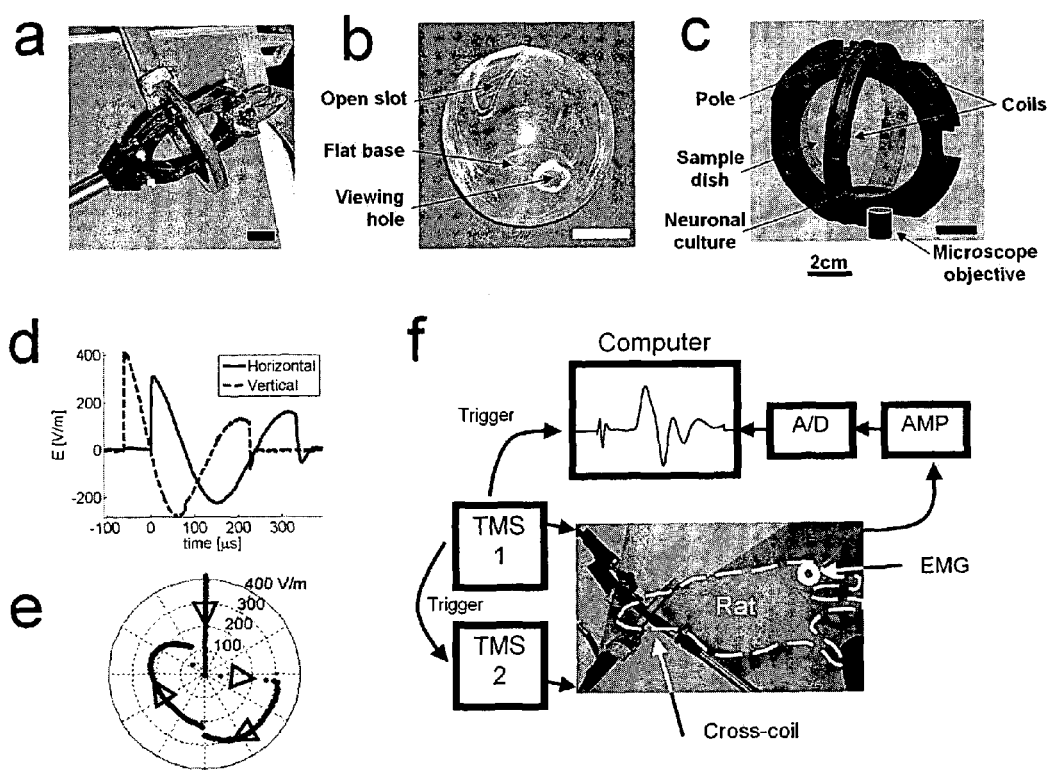 a
b
Open slot
Flat base
Viewing
hole
c
Pole
Coils
Sample
dish
Neuronal
culture
Microscope
objective
2cm
d
E [V/m]
400
200
0
-200
-100
0
100
200
300
time [µs]
Horizontal
Vertical
e
400 V/m
300
200
100
f
Computer
Trigger
A/D
AMP
TMS
1
Trigger
TMS
2
Rat
EMG
Cross-coil